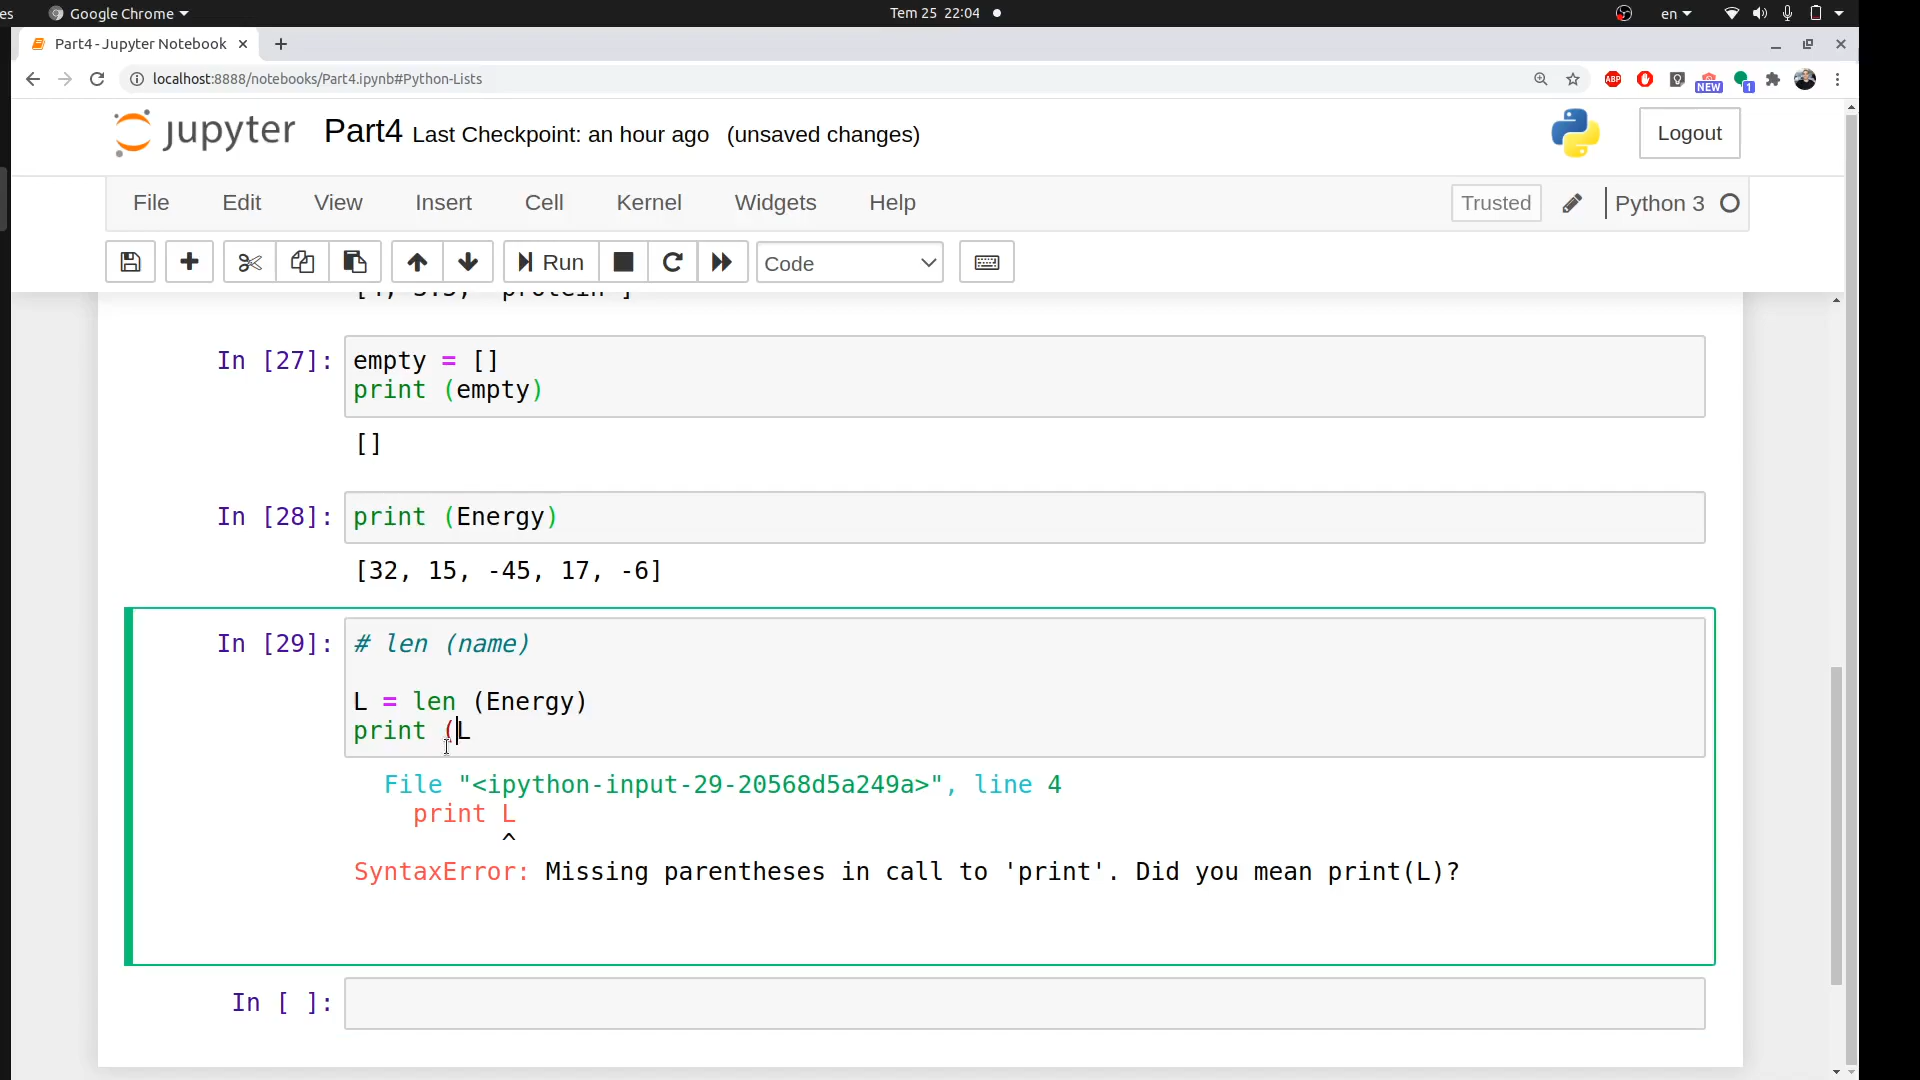 es Google Chrome Tem 25 22:04 en
Part4 - Jupyter Notebook
localhost:8888/notebooks/Part4.ipynb#Python-Lists ABP NEW 1
jupyter Part4 Last Checkpoint: an hour ago (unsaved changes) Logout
File Edit View Insert Cell Kernel Widgets Help Trusted Python 3
Run Code
In [27]: empty = []
print (empty)
[]
In [28]: print (Energy)
[32, 15, -45, 17, -6]
In [29]: # len (name)
L = len (Energy)
print (L
File "<ipython-input-29-20568d5a249a>", line 4
print L
^
SyntaxError: Missing parentheses in call to 'print'. Did you mean print(L)?
In [ ]: